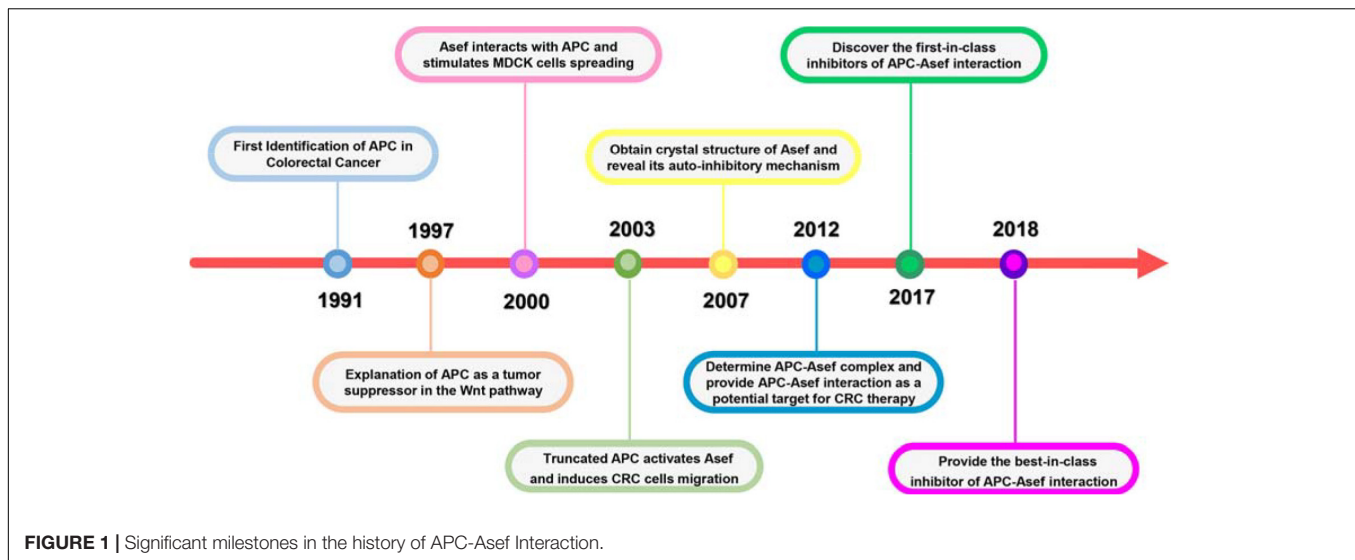 Asef interacts with APC and
stimulates MDCK cells spreading
Discover the first-in-class
inhibitors of APC-Asef interaction
First Identification of APC in
Colorectal Cancer
Obtain crystal structure of Asef and
reveal its auto-inhibitory mechanism
1997
2003
2012
2018
1991
2000
2007
2017
Explanation of APC as a tumor
suppressor in the Wnt pathway
Determine APC-Asef complex and
provide APC-Asef interaction as a
potential target for CRC therapy
Truncated APC activates Asef
and induces CRC cells migration
Provide the best-in-class
inhibitor of APC-Asef interaction
FIGURE 1 | Significant milestones in the history of APC-Asef Interaction.